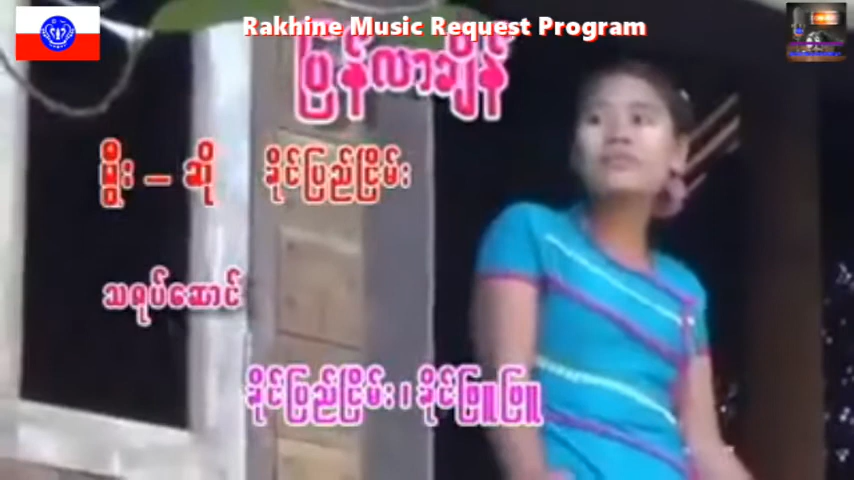 Rakhine Music Request Program
ပြန်လာချိန်
မှူး – ဆို ခိုင်ပြည်ငြိမ်း
သရုပ်ဆောင်
ခိုင်ပြည်ငြိမ်း ၊ ခိုင်ဖြူဖြူ